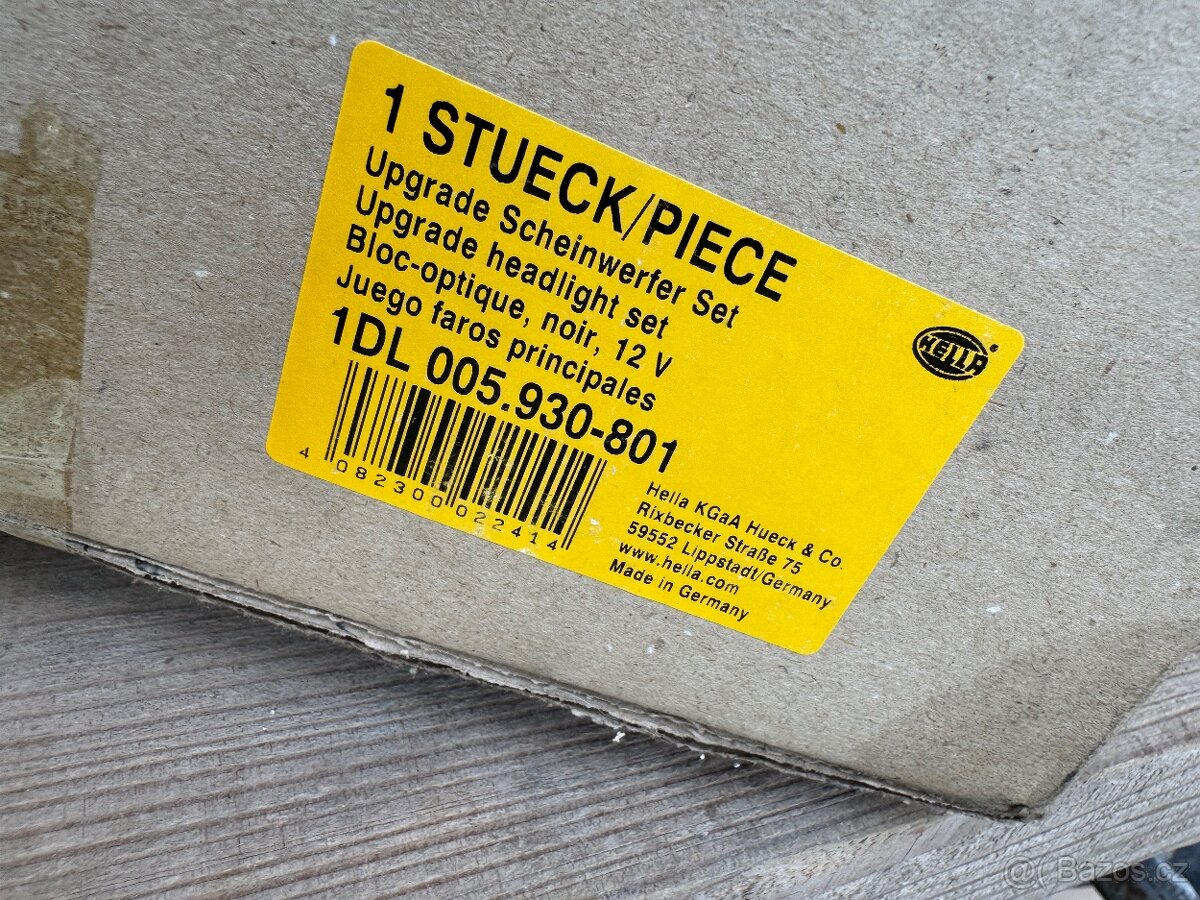 1 STUECK/PIECE
Upgrade Scheinwerfer Set
Upgrade headlight set
Bloc-optique, noir, 12 V
Juego faros principales
1DL 005.930-801
4 082300 022414
HELLA
Hella KGaA Hueck & Co.
Rixbecker Straße 75
59552 Lippstadt/Germany
www.hella.com
Made in Germany
@( Bazos.cz